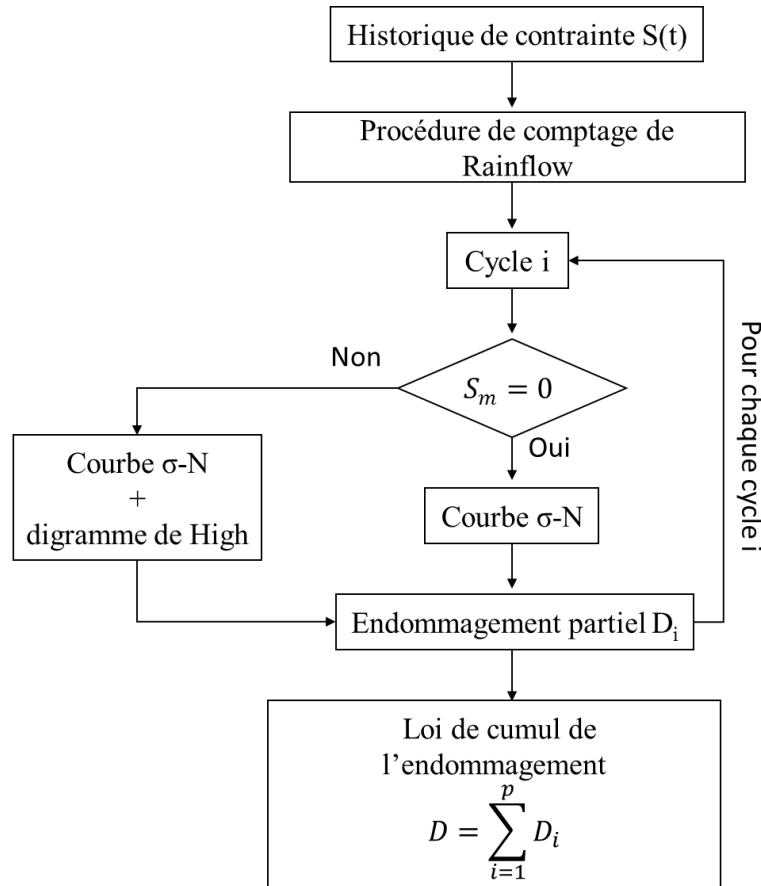 Historique de contrainte S(t)
Procédure de comptage de
Rainflow
Cycle i
Pour chaque cycle i
Non
S_m = 0
Oui
Courbe σ-N
+
digramme de High
Courbe σ-N
Endommagement partiel D_i
Loi de cumul de
l’endommagement
D = \sum_{i=1}^{p} D_i